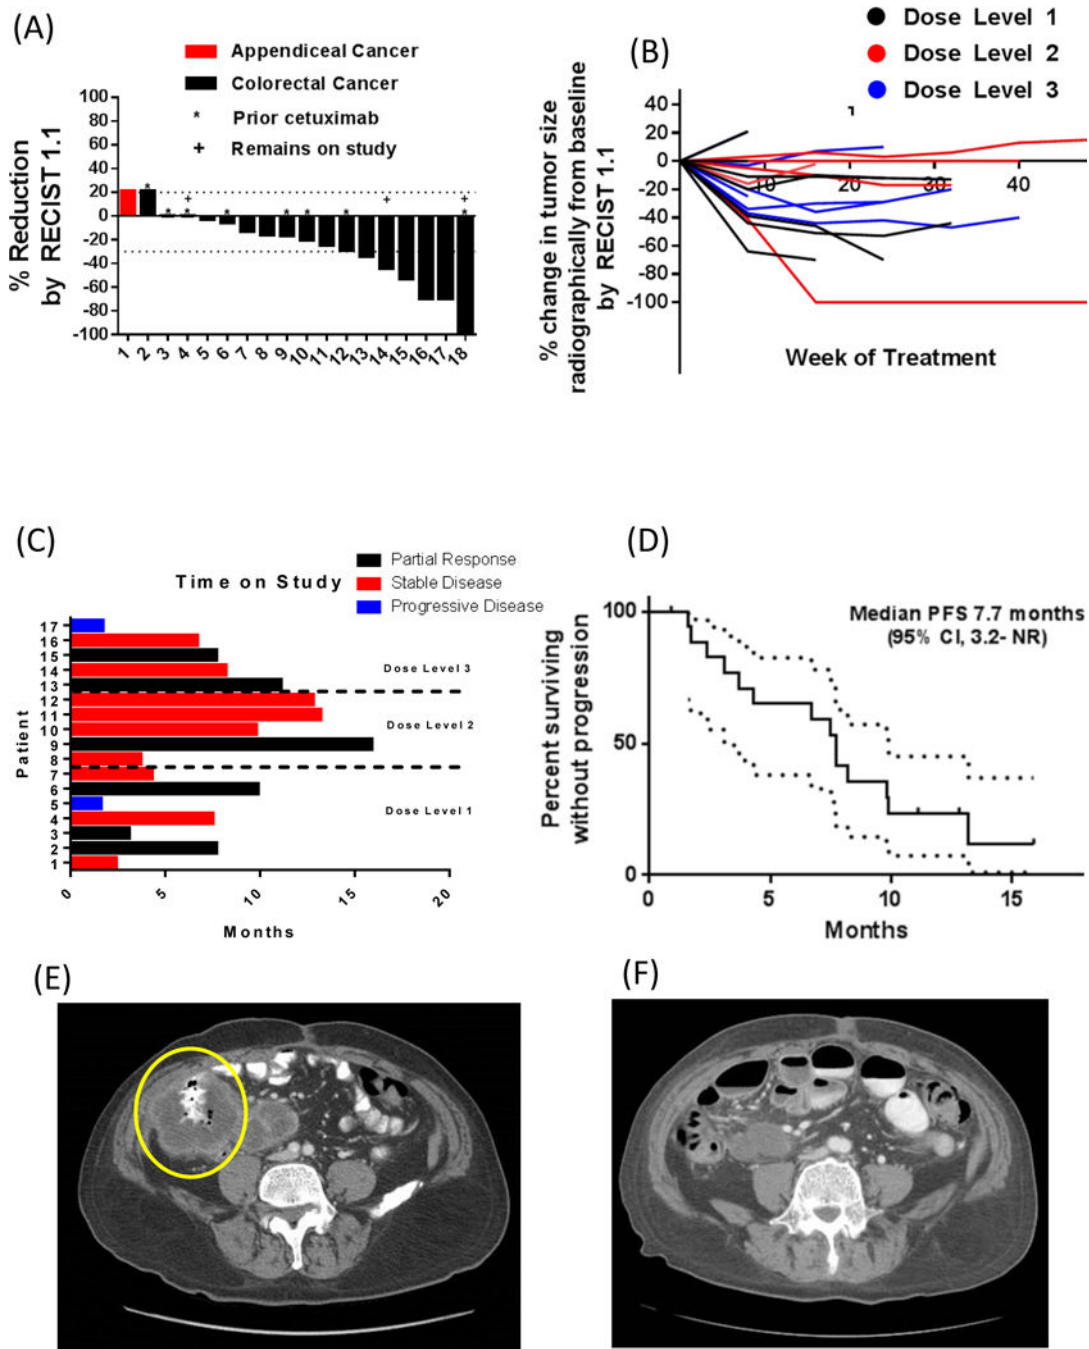 (A)
Appendiceal Cancer
Colorectal Cancer
* Prior cetuximab
+ Remains on study
% Reduction
by RECIST 1.1
100
80
60
40
20
0
-20
-40
-60
-80
-100
1 2 3 4 5 6 7 8 9 10 11 12 13 14 15 16 17 18
(B)
Dose Level 1
Dose Level 2
Dose Level 3
% change in tumor size
radiographically from baseline
by RECIST 1.1
40
20
0
-20
-40
-60
-80
-100
10 20 30 40
Week of Treatment
(C)
Partial Response
Stable Disease
Progressive Disease
Time on Study
Patient
17
16
15
14
13
12
11
10
9
8
7
6
5
4
3
2
1
Dose Level 3
Dose Level 2
Dose Level 1
0 5 10 15 20
Months
(D)
Median PFS 7.7 months
(95% CI, 3.2- NR)
Percent surviving
without progression
100
50
0
0 5 10 15
Months
(E)
(F)